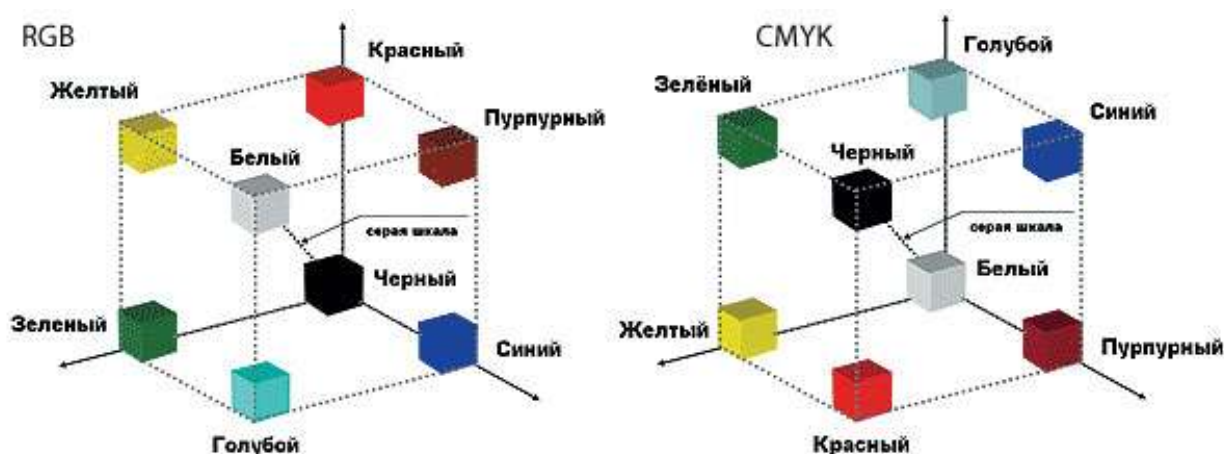 RGB
Красный
Желтый
Пурпурный
Белый
серая шкала
Черный
Зеленый
Синий
Голубой
CMYK
Голубой
Зелёный
Синий
Черный
серая шкала
Белый
Желтый
Пурпурный
Красный